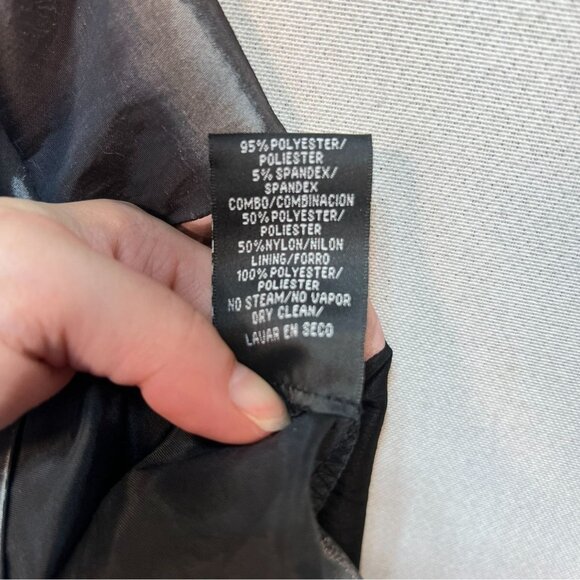 95% POLYESTER/
POLIESTER
5% SPANDEX/
SPANDEX
COMBO/COMBINACION
50% POLYESTER/
POLIESTER
50%NYLON/NILON
LINING/FORRO
100% POLYESTER/
POLIESTER
NO STEAM/NO VAPOR
DRY CLEAN/
LAVAR EN SECO